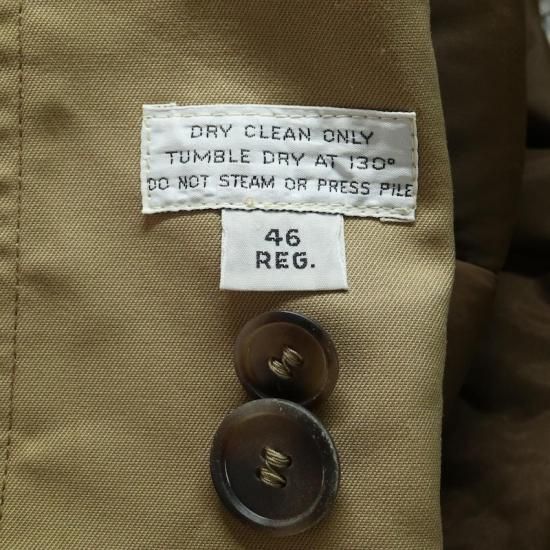 DRY CLEAN ONLY
TUMBLE DRY AT 130°
DO NOT STEAM OR PRESS PILE
46
REG.